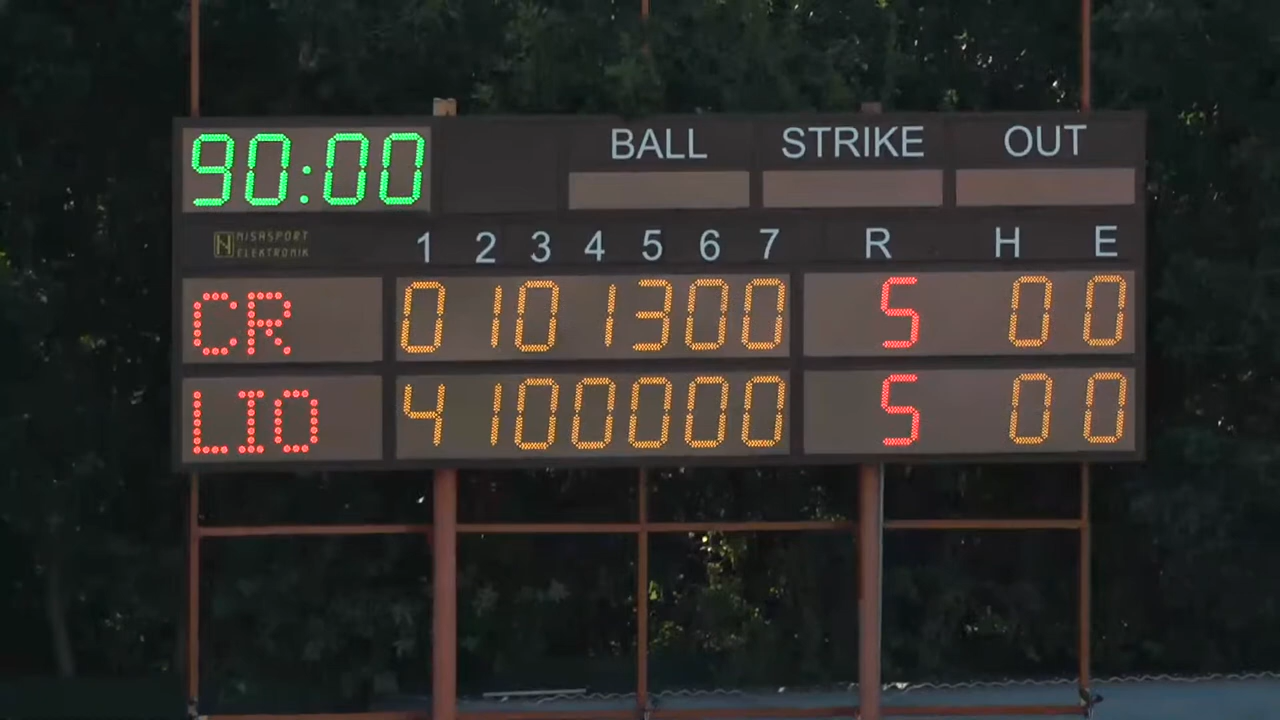 90:00 BALL STRIKE OUT
NISASPORT
ELEKTRONIK
1 2 3 4 5 6 7 R H E
CR 0 1 0 1 3 0 0 5 0 0
LIO 4 1 0 0 0 0 0 5 0 0